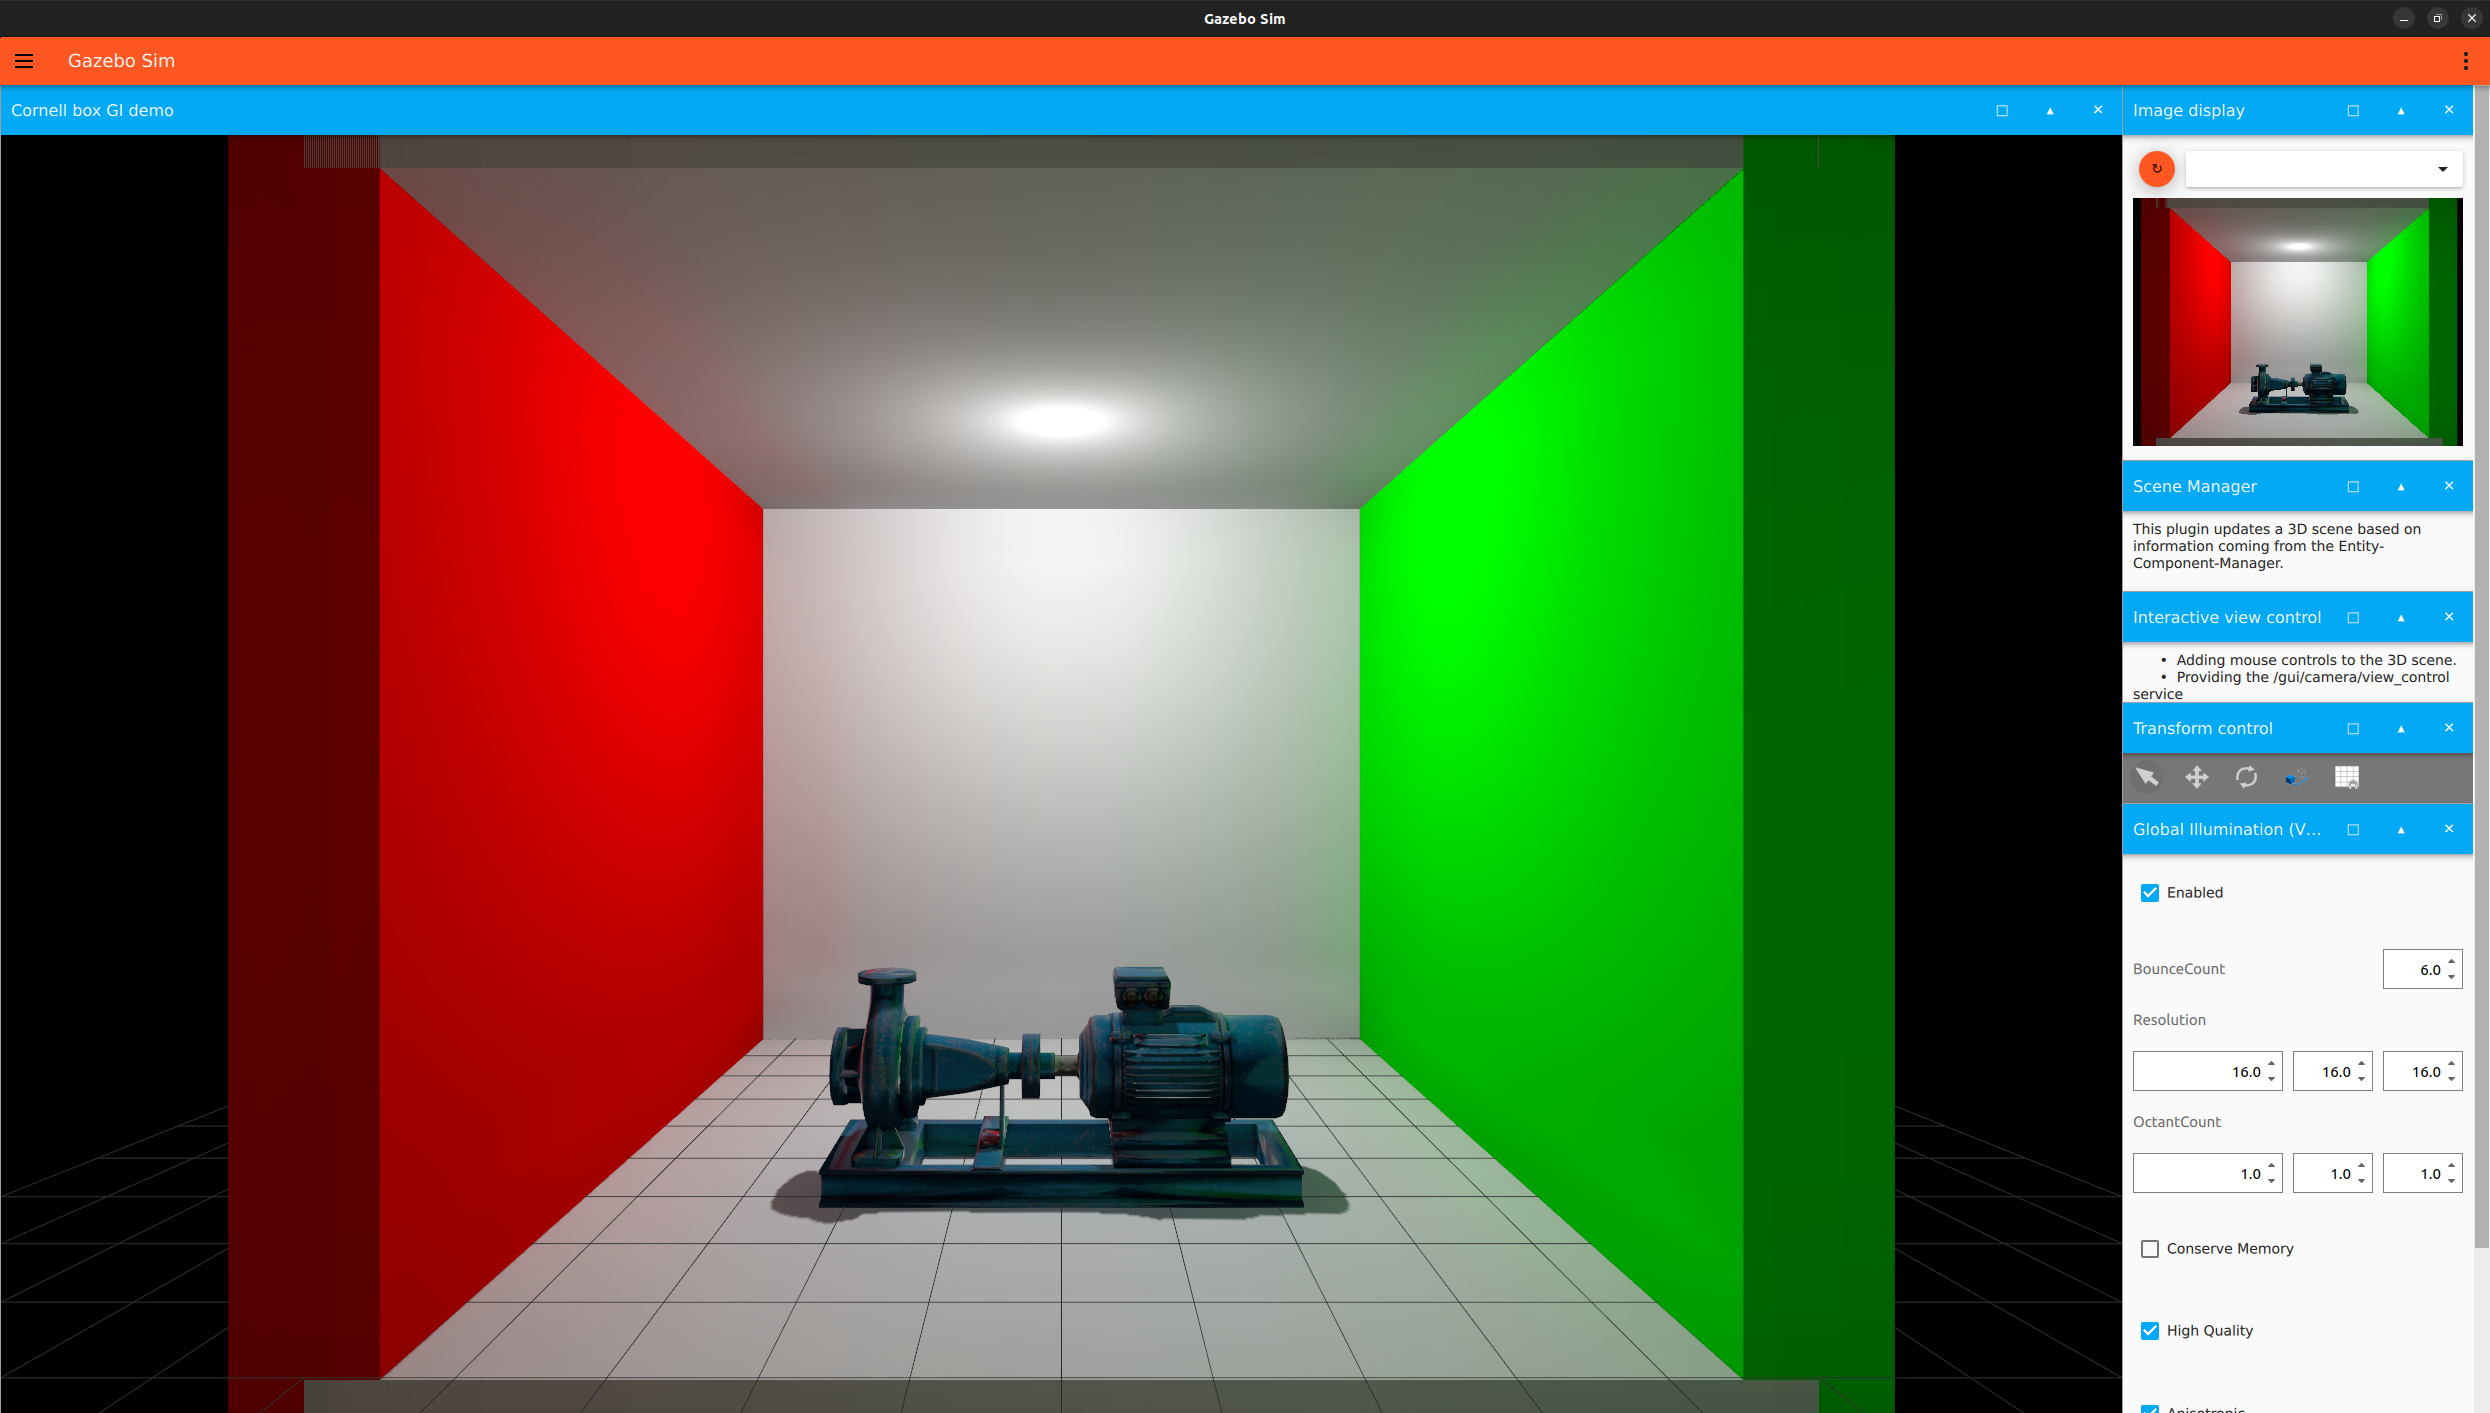 Gazebo Sim
Gazebo Sim
Cornell box GI demo
Image display
Scene Manager
This plugin updates a 3D scene based on
information coming from the Entity-
Component-Manager.
Interactive view control
• Adding mouse controls to the 3D scene.
• Providing the /gui/camera/view_control
service
Transform control
Global Illumination (V...
Enabled
BounceCount
6.0
Resolution
16.0 16.0 16.0
OctantCount
1.0 1.0 1.0
Conserve Memory
High Quality
Anisotropic